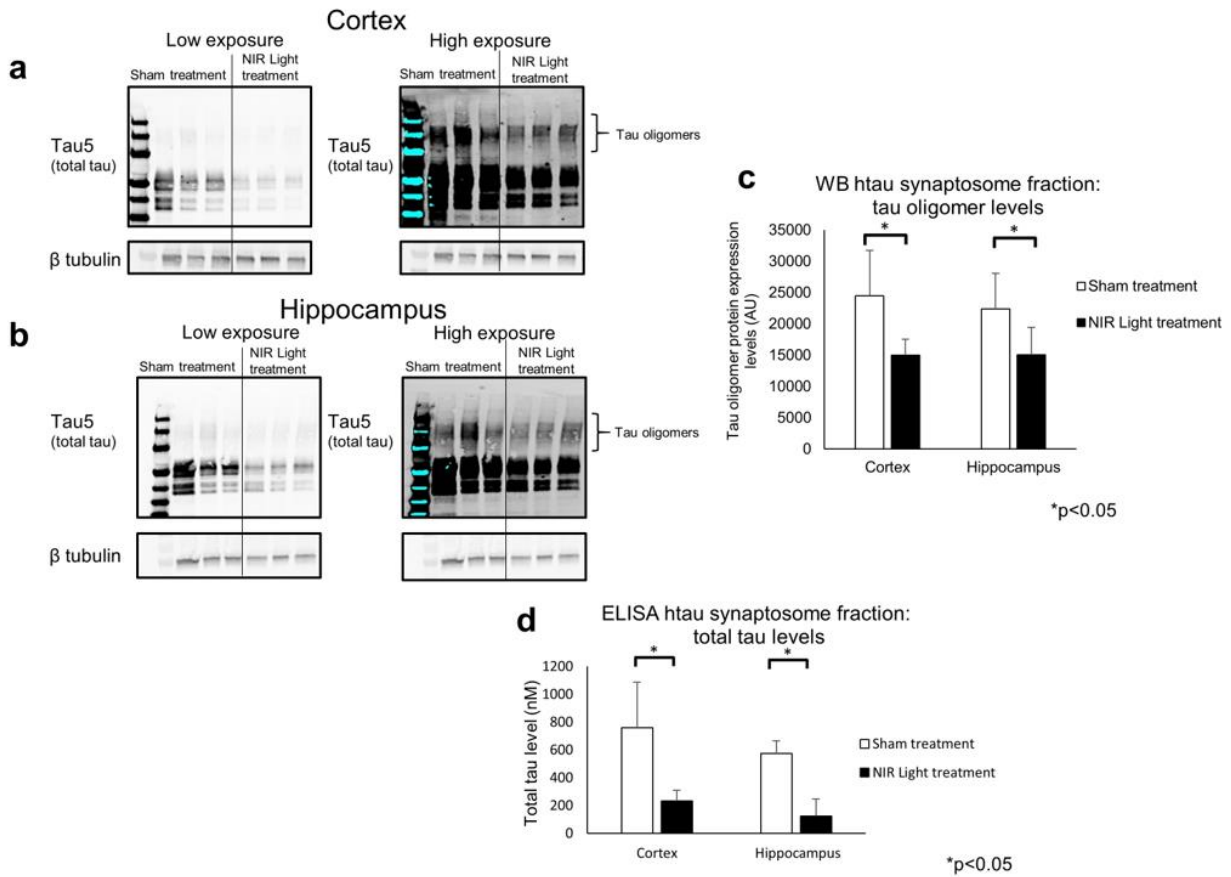 Cortex
a
Low exposure
High exposure
Sham treatment
NIR Light
treatment
Sham treatment
NIR Light
treatment
Tau5
(total tau)
Tau5
(total tau)
Tau oligomers
β tubulin
Hippocampus
b
Low exposure
High exposure
Sham treatment
NIR Light
treatment
Sham treatment
NIR Light
treatment
Tau5
(total tau)
Tau5
(total tau)
Tau oligomers
β tubulin
c
WB htau synaptosome fraction:
tau oligomer levels
Tau oligomer protein expression
levels (AU)
35000
30000
25000
20000
15000
10000
5000
0
*
*
Cortex
Hippocampus
Sham treatment
NIR Light treatment
*p<0.05
d
ELISA htau synaptosome fraction:
total tau levels
Total tau level (nM)
1200
1000
800
600
400
200
0
*
*
Cortex
Hippocampus
Sham treatment
NIR Light treatment
*p<0.05